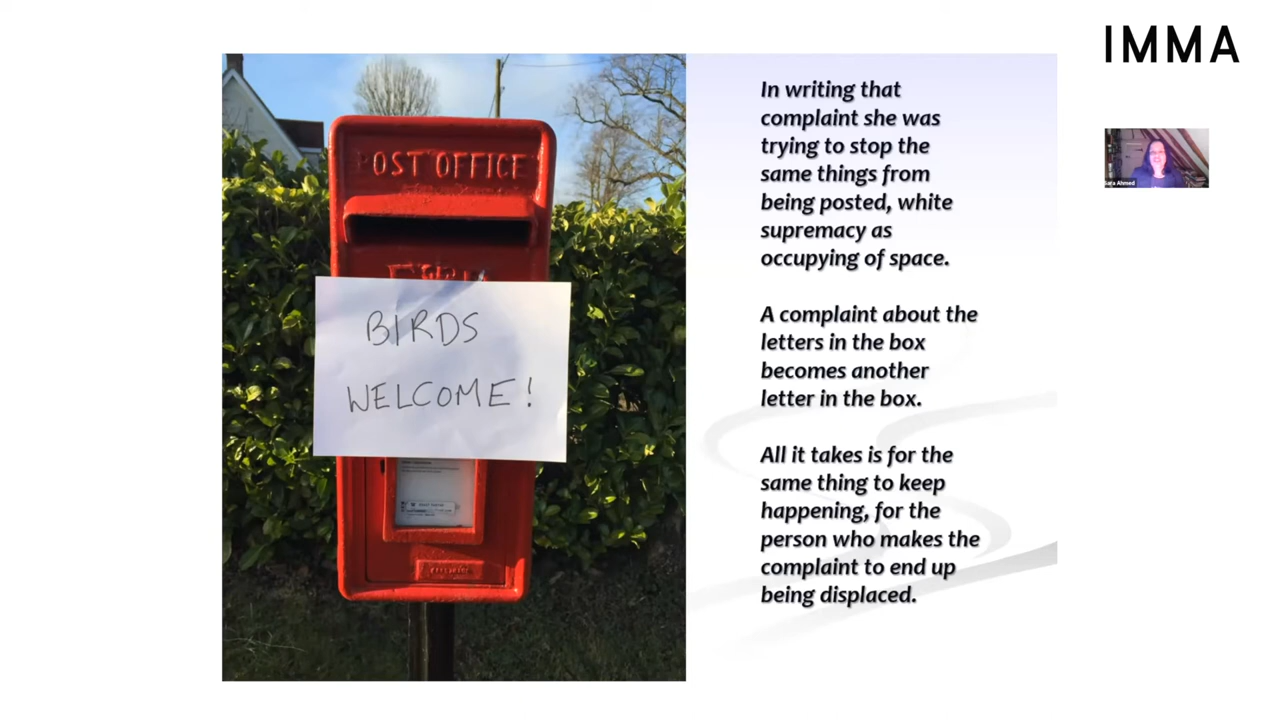 IMMA
POST OFFICE
BIRDS
WELCOME!
In writing that
complaint she was
trying to stop the
same things from
being posted, white
supremacy as
occupying of space.
A complaint about the
letters in the box
becomes another
letter in the box.
All it takes is for the
same thing to keep
happening, for the
person who makes the
complaint to end up
being displaced.
Sara Ahmed